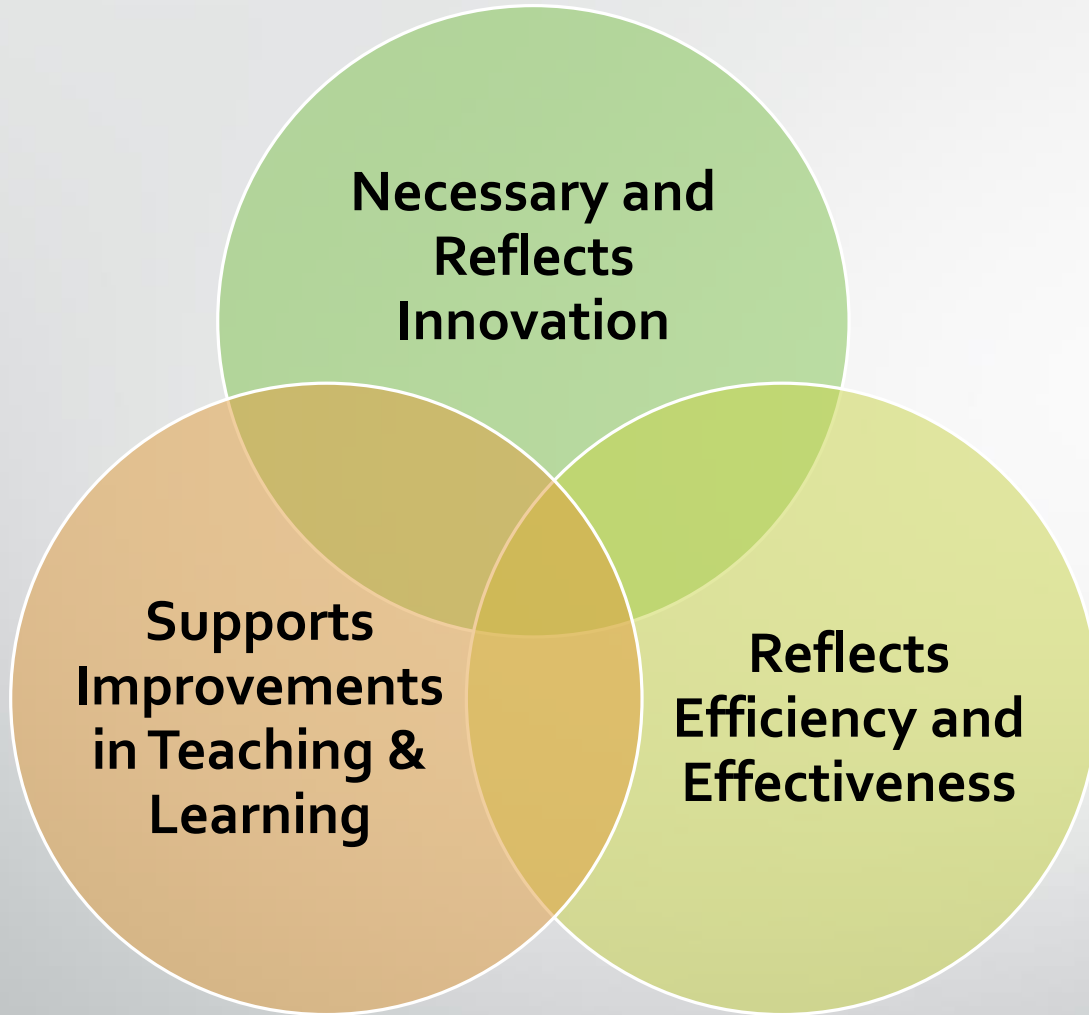 Necessary and
Reflects
Innovation
Supports
Improvements
in Teaching &
Learning
Reflects
Efficiency and
Effectiveness